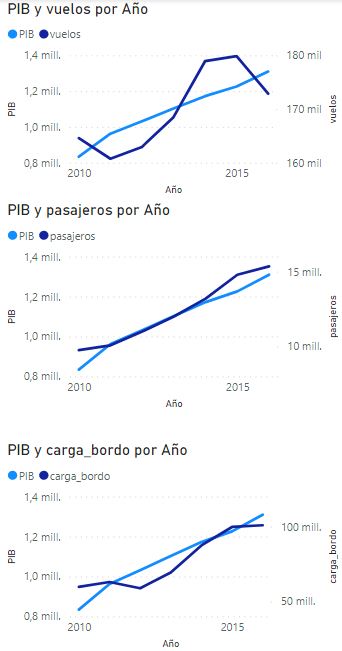 PIB y vuelos por Año
PIB vuelos
1,4 mill. 180 mil
1,2 mill.
170 mil
1,0 mill.
0,8 mill. 160 mil
PIB
vuelos
2010 2015
Año
PIB y pasajeros por Año
PIB pasajeros
1,4 mill.
15 mill.
1,2 mill.
1,0 mill.
10 mill.
0,8 mill.
PIB
pasajeros
2010 2015
Año
PIB y carga_bordo por Año
PIB carga_bordo
1,4 mill.
100 mill.
1,2 mill.
1,0 mill.
50 mill.
0,8 mill.
PIB
carga_bordo
2010 2015
Año